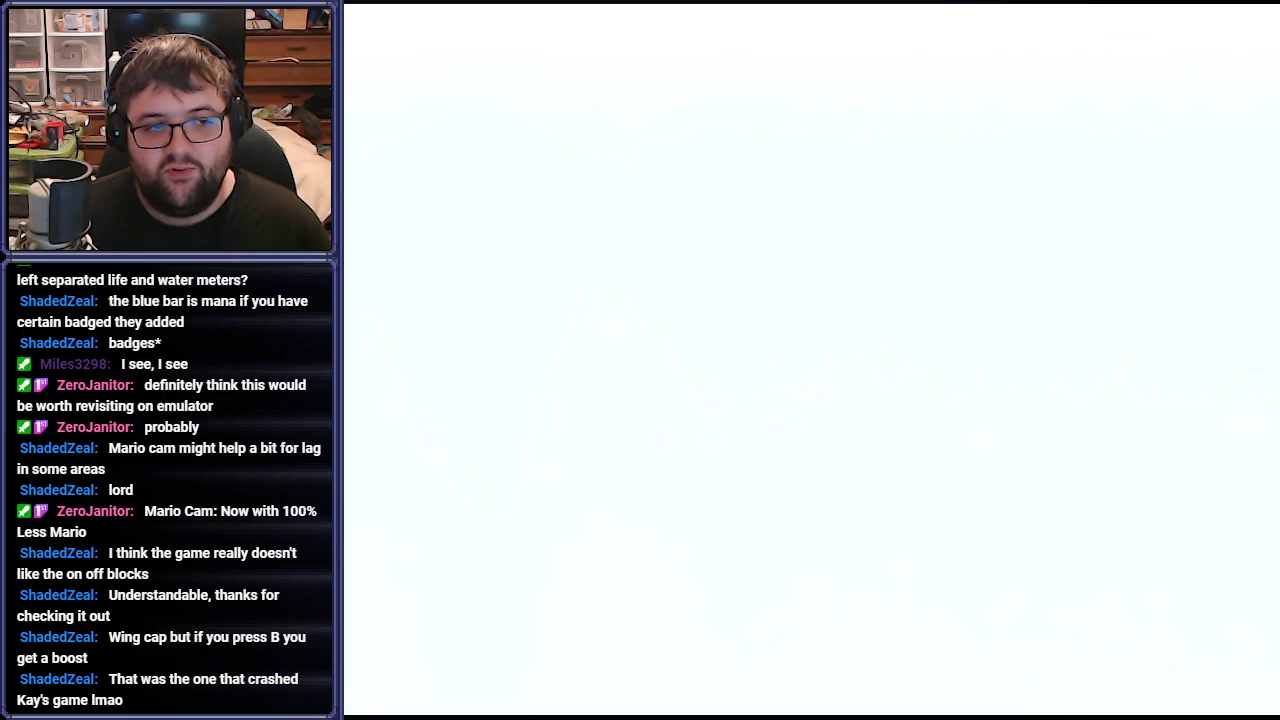 left separated life and water meters?
ShadedZeal: the blue bar is mana if you have
certain badged they added
ShadedZeal: badges*
Miles3298: I see, I see
ZeroJanitor: definitely think this would
be worth revisiting on emulator
ZeroJanitor: probably
ShadedZeal: Mario cam might help a bit for lag
in some areas
ShadedZeal: lord
ZeroJanitor: Mario Cam: Now with 100%
Less Mario
ShadedZeal: I think the game really doesn't
like the on off blocks
ShadedZeal: Understandable, thanks for
checking it out
ShadedZeal: Wing cap but if you press B you
get a boost
ShadedZeal: That was the one that crashed
Kay's game lmao